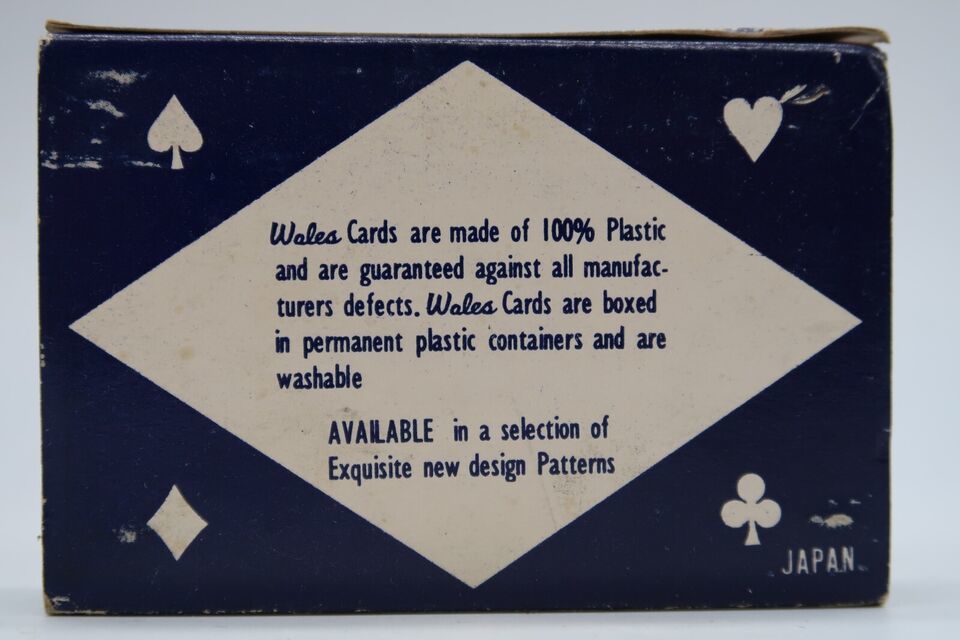 Wales Cards are made of 100% Plastic
and are guaranteed against all manufac-
turers defects. Wales Cards are boxed
in permanent plastic containers and are
washable
AVAILABLE in a selection of
Exquisite new design Patterns
JAPAN